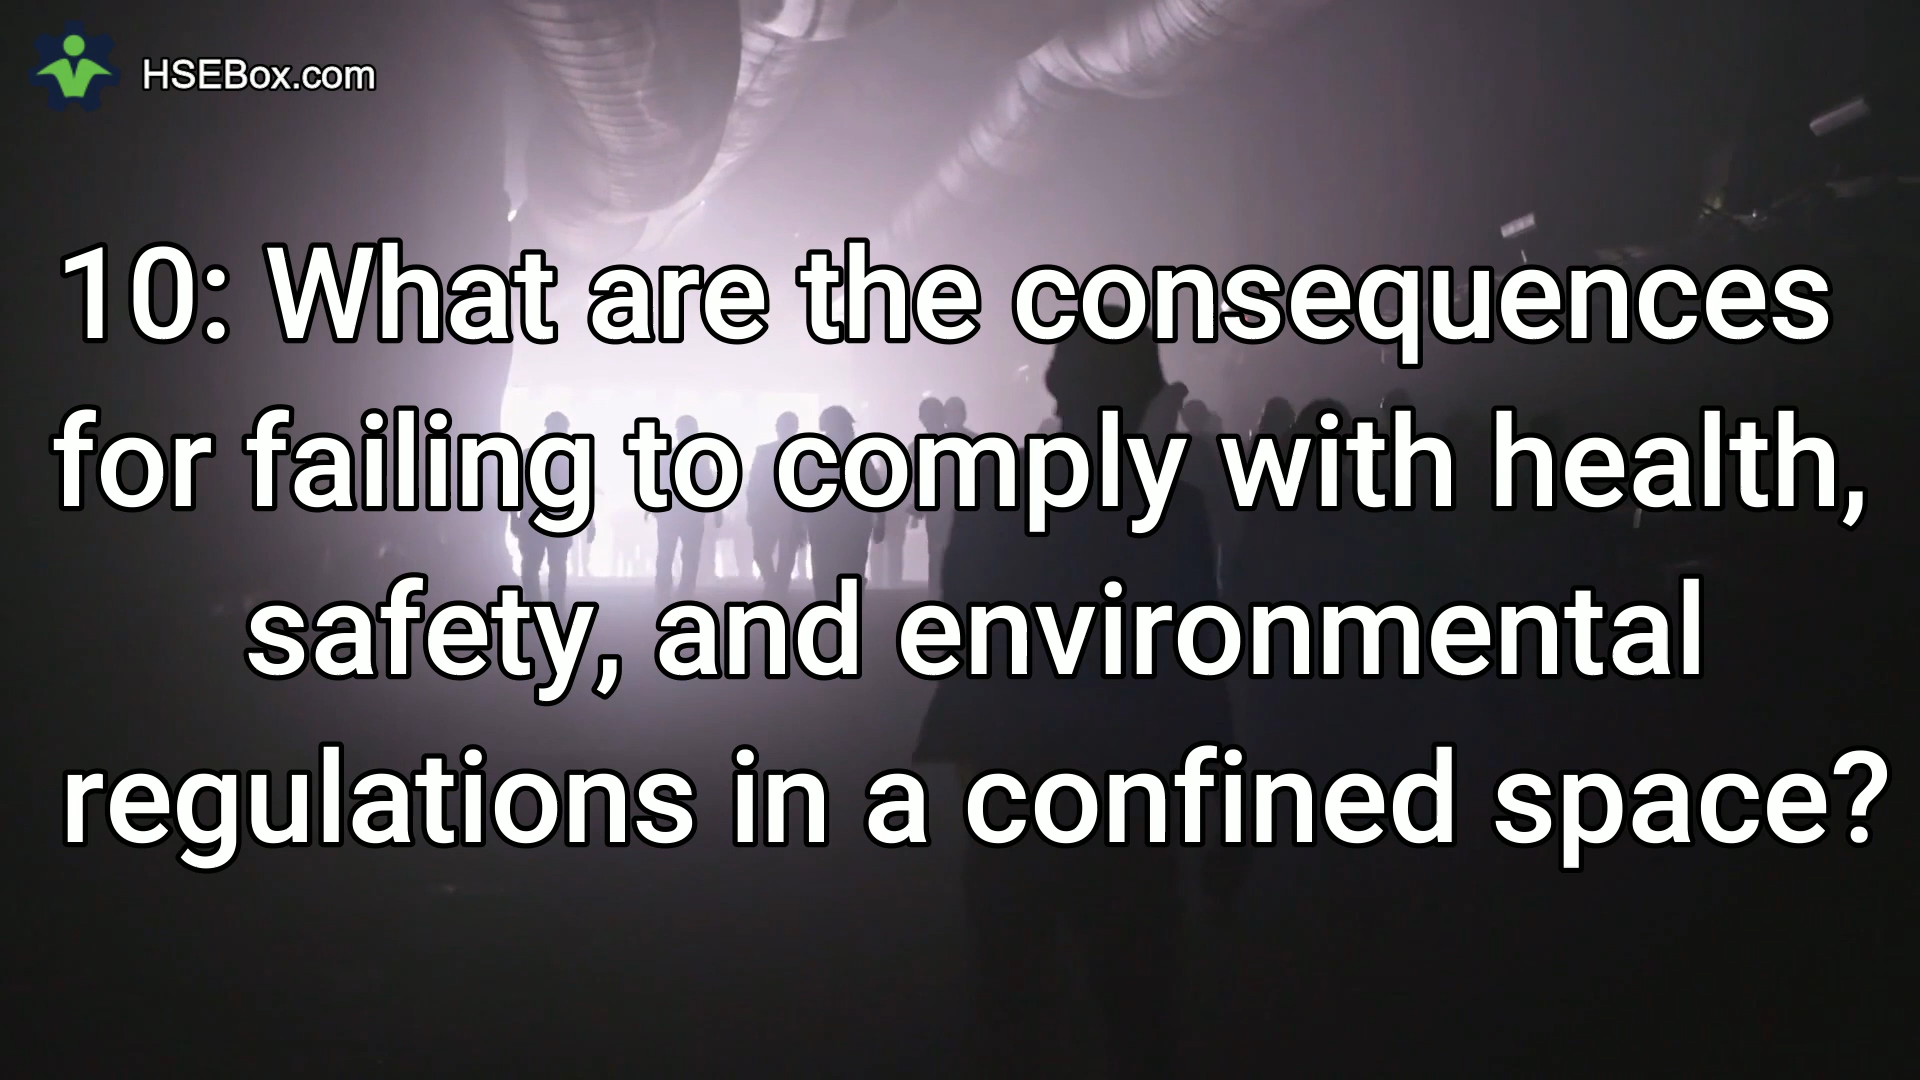 HSEBox.com
10: What are the consequences
for failing to comply with health,
safety, and environmental
regulations in a confined space?